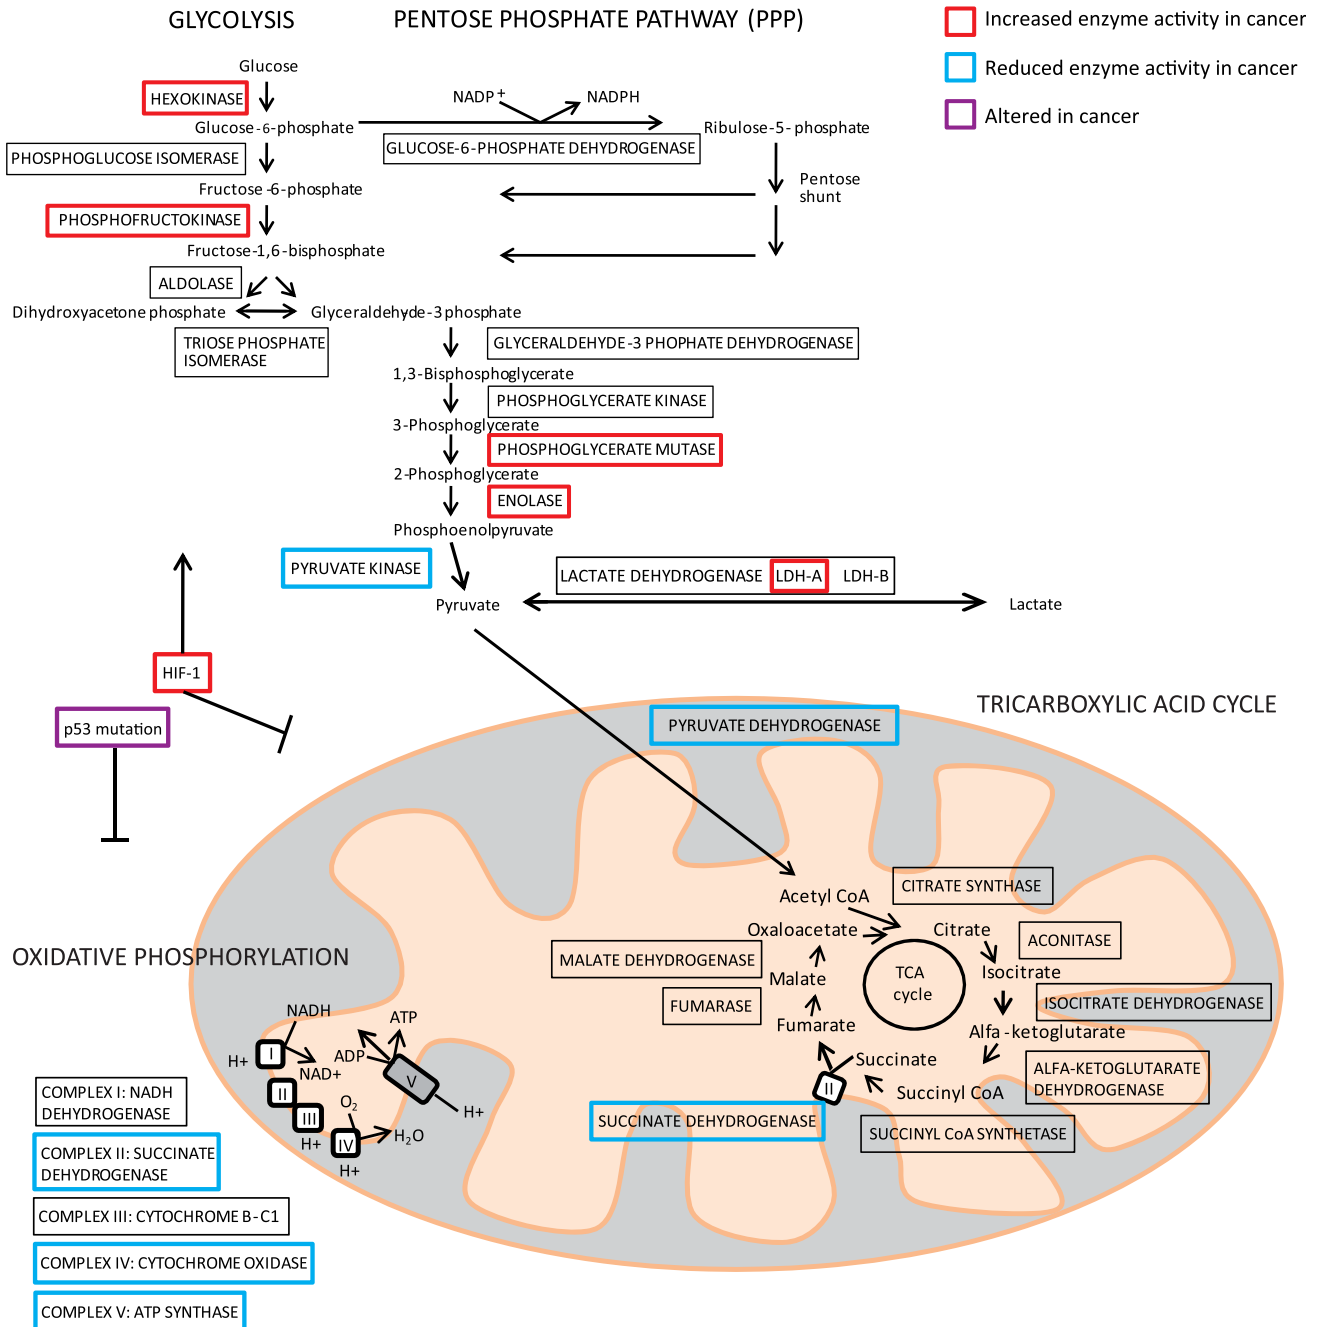 GLYCOLYSIS
PENTOSE PHOSPHATE PATHWAY (PPP)
Increased enzyme activity in cancer
Reduced enzyme activity in cancer
Altered in cancer
Glucose
HEXOKINASE
NADP+
NADPH
Glucose-6-phosphate
Ribulose-5-phosphate
GLUCOSE-6-PHOSPHATE DEHYDROGENASE
PHOSPHOGLUCOSE ISOMERASE
Fructose-6-phosphate
Pentose
shunt
PHOSPHOFRUCTOKINASE
Fructose-1,6-bisphosphate
ALDOLASE
Dihydroxyacetone phosphate
Glyceraldehyde-3 phosphate
TRIOSE PHOSPHATE
ISOMERASE
GLYCERALDEHYDE-3 PHOPHATE DEHYDROGENASE
1,3-Bisphosphoglycerate
PHOSPHOGLYCERATE KINASE
3-Phosphoglycerate
PHOSPHOGLYCERATE MUTASE
2-Phosphoglycerate
ENOLASE
Phosphoenolpyruvate
PYRUVATE KINASE
LACTATE DEHYDROGENASE LDH-A LDH-B
Pyruvate
Lactate
HIF-1
p53 mutation
TRICARBOXYLIC ACID CYCLE
PYRUVATE DEHYDROGENASE
Acetyl CoA
CITRATE SYNTHASE
Oxaloacetate
Citrate
ACONITASE
MALATE DEHYDROGENASE
Malate
TCA
cycle
Isocitrate
ISOCITRATE DEHYDROGENASE
FUMARASE
Fumarate
Alfa-ketoglutarate
Succinate
ALFA-KETOGLUTARATE
DEHYDROGENASE
II
Succinyl CoA
SUCCINATE DEHYDROGENASE
SUCCINYL CoA SYNTHETASE
OXIDATIVE PHOSPHORYLATION
NADH
ATP
H+
I
ADP
NAD+
V
II
O2
H+
III
H+
IV
H2O
H+
COMPLEX I: NADH
DEHYDROGENASE
COMPLEX II: SUCCINATE
DEHYDROGENASE
COMPLEX III: CYTOCHROME B-C1
COMPLEX IV: CYTOCHROME OXIDASE
COMPLEX V: ATP SYNTHASE